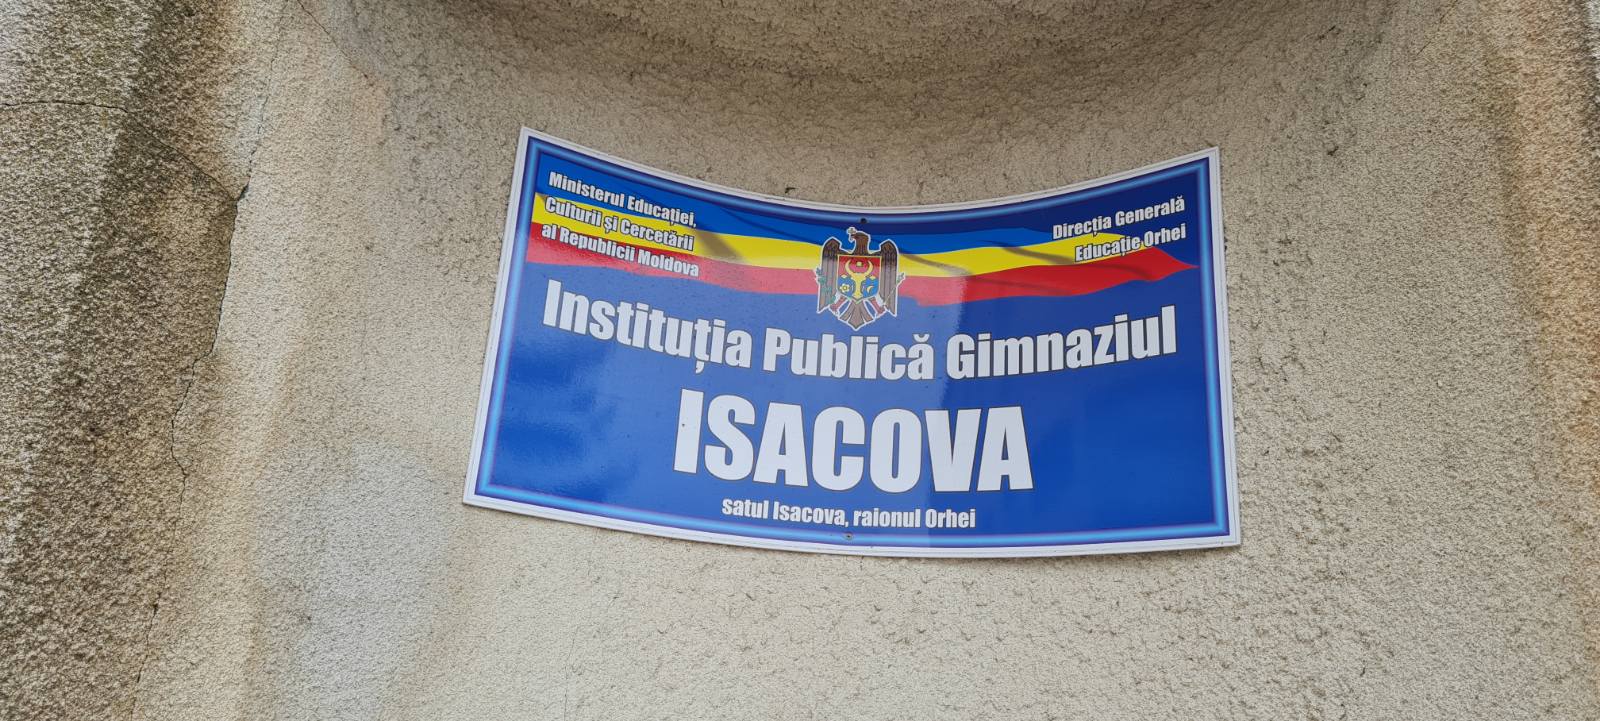 Ministerul Educației,
Culturii și Cercetării
al Republicii Moldova
Direcția Generală
Educație Orhei
Instituția Publică Gimnaziul
ISACOVA
satul Isacova, raionul Orhei